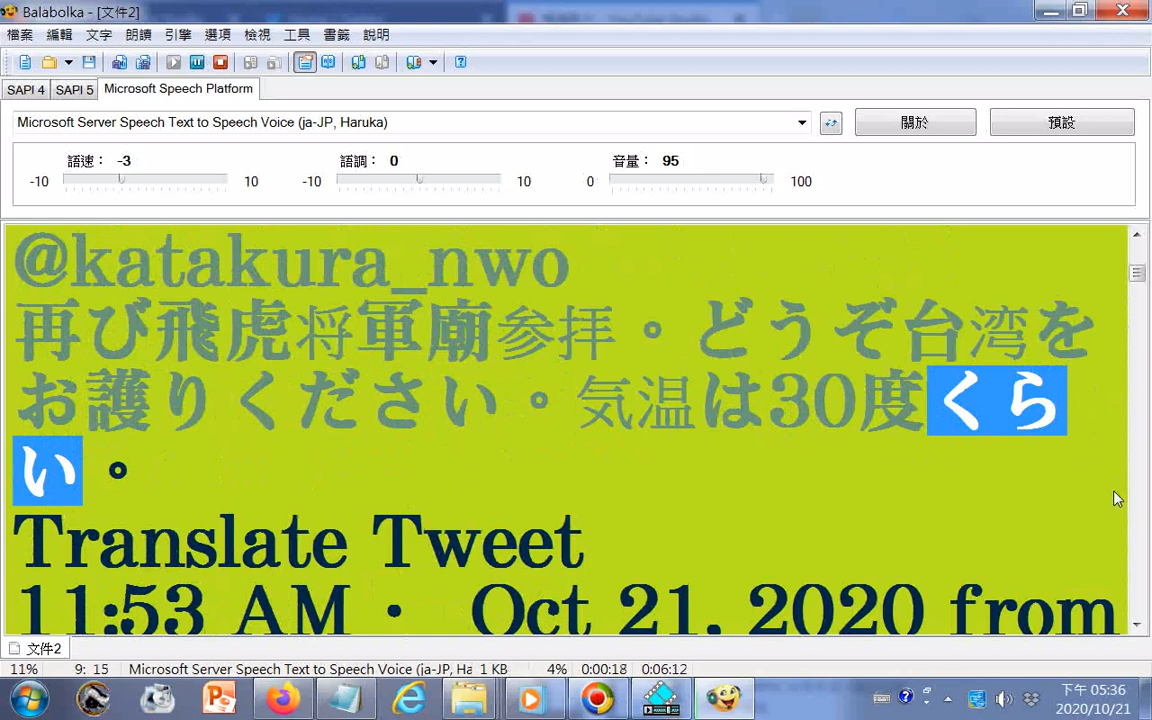 Balabolka - [文件2]
檔案 編輯 文字 朗讀 引擎 選項 檢視 工具 書籤 說明
SAPI 4 SAPI 5 Microsoft Speech Platform
Microsoft Server Speech Text to Speech Voice (ja-JP, Haruka) 關於 預設
語速： -3 語調： 0 音量： 95
-10 10 -10 10 0 100
@katakura_nwo
再び飛虎将軍廟参拝。どうぞ台湾を
お護りください。気温は30度くら
い。
Translate Tweet
11:53 AM · Oct 21, 2020 from
文件2
11% 9: 15 Microsoft Server Speech Text to Speech Voice (ja-JP, Ha 1 KB 4% 0:00:18 0:06:12
下午 05:36
2020/10/21